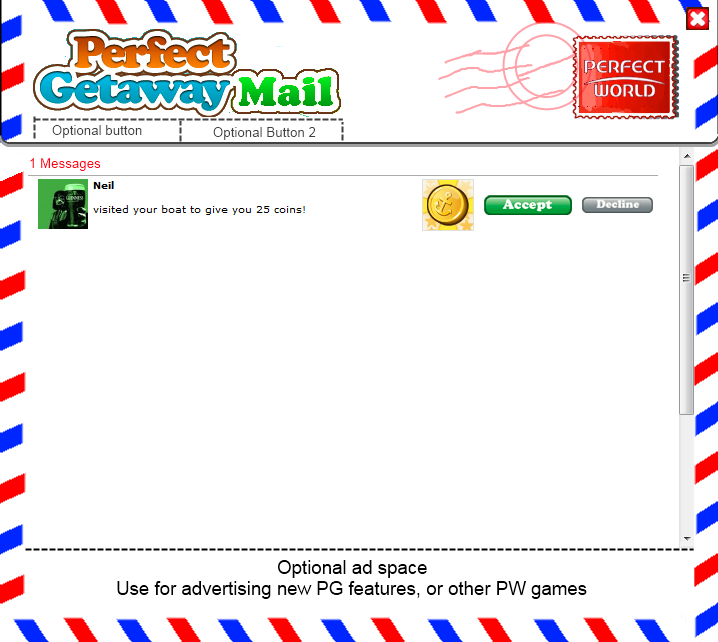 Perfect
Getaway Mail
PERFECT
WORLD
Optional button
Optional Button 2
1 Messages
Neil
visited your boat to give you 25 coins!
Accept
Decline
Optional ad space
Use for advertising new PG features, or other PW games